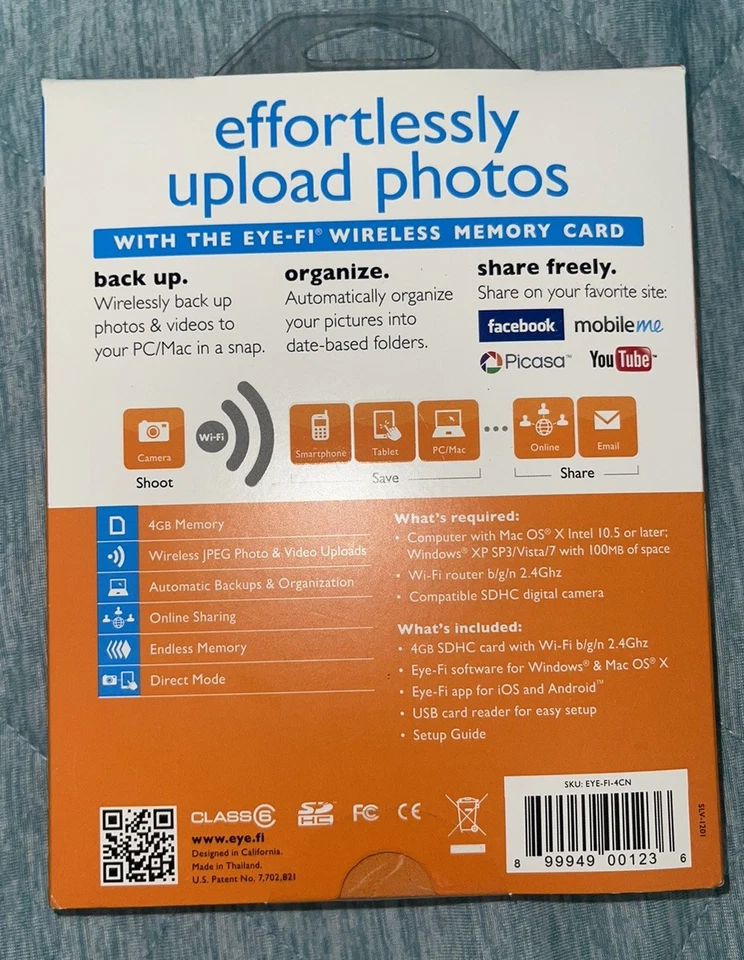 effortlessly
upload photos
WITH THE EYE-FI® WIRELESS MEMORY CARD
back up.
Wirelessly back up
photos & videos to
your PC/Mac in a snap.
organize.
Automatically organize
your pictures into
date-based folders.
share freely.
Share on your favorite site:
facebook
mobileme
Picasa™
YouTube™
Camera
Wi-Fi
Smartphone
Tablet
PC/Mac
Online
Email
Shoot
Save
Share
4GB Memory
Wireless JPEG Photo & Video Uploads
Automatic Backups & Organization
Online Sharing
Endless Memory
Direct Mode
What's required:
• Computer with Mac OS® X Intel 10.5 or later;
Windows® XP SP3/Vista/7 with 100MB of space
• Wi-Fi router b/g/n 2.4Ghz
• Compatible SDHC digital camera
What's included:
• 4GB SDHC card with Wi-Fi b/g/n 2.4Ghz
• Eye-Fi software for Windows® & Mac OS® X
• Eye-Fi app for iOS and Android™
• USB card reader for easy setup
• Setup Guide
CLASS 6
SDHC
FC
CE
www.eye.fi
Designed in California.
Made in Thailand.
U.S. Patent No. 7,702,821
SKU: EYE-FI-4CN
8 99949 00123 6
SLV-1201